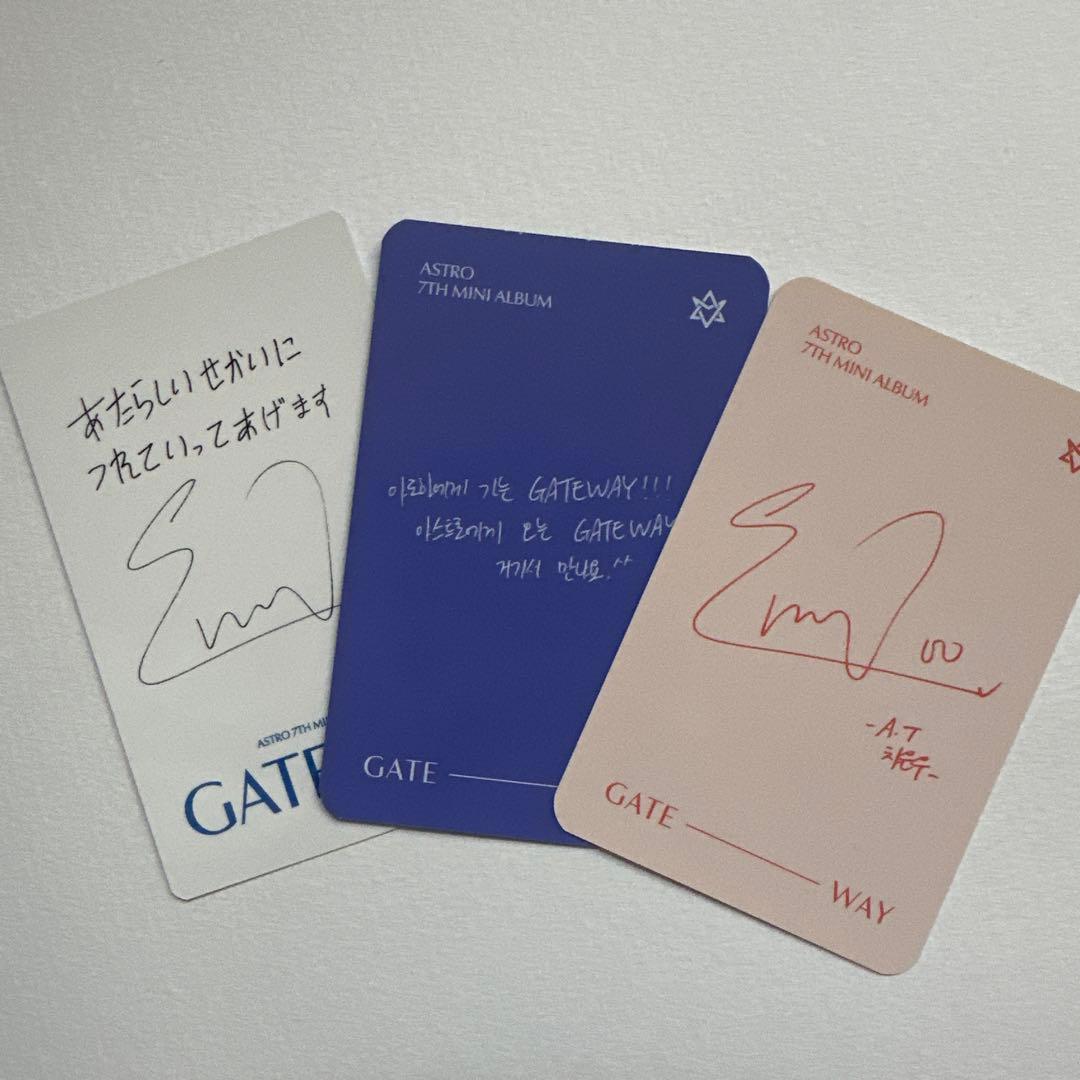 あたらしいせかいに
つれていってあげます
ASTRO 7TH MI
GATE
ASTRO
7TH MINI ALBUM
아로하에게 가는 GATEWAY!!!
아스트로에게 오는 GATEWAY
거기서 만나요.^^
GATE
ASTRO
7TH MINI ALBUM
-A.T
차은우-
GATE
WAY